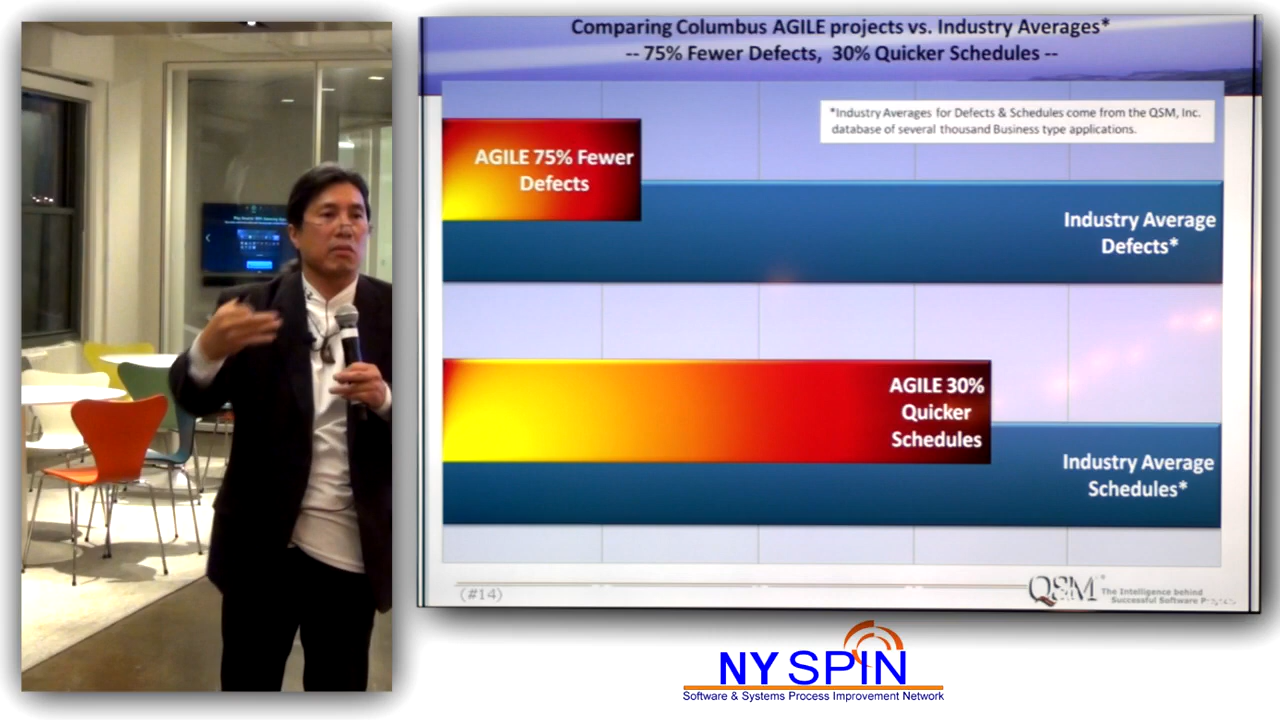 Comparing Columbus AGILE projects vs. Industry Averages*
-- 75% Fewer Defects, 30% Quicker Schedules --
*Industry Averages for Defects & Schedules come from the QSM, Inc.
database of several thousand Business type applications.
AGILE 75% Fewer
Defects
Industry Average
Defects*
AGILE 30%
Quicker
Schedules
Industry Average
Schedules*
(#14)
QSM
The Intelligence behind
Successful Software
NY SPIN
Software & Systems Process Improvement Network